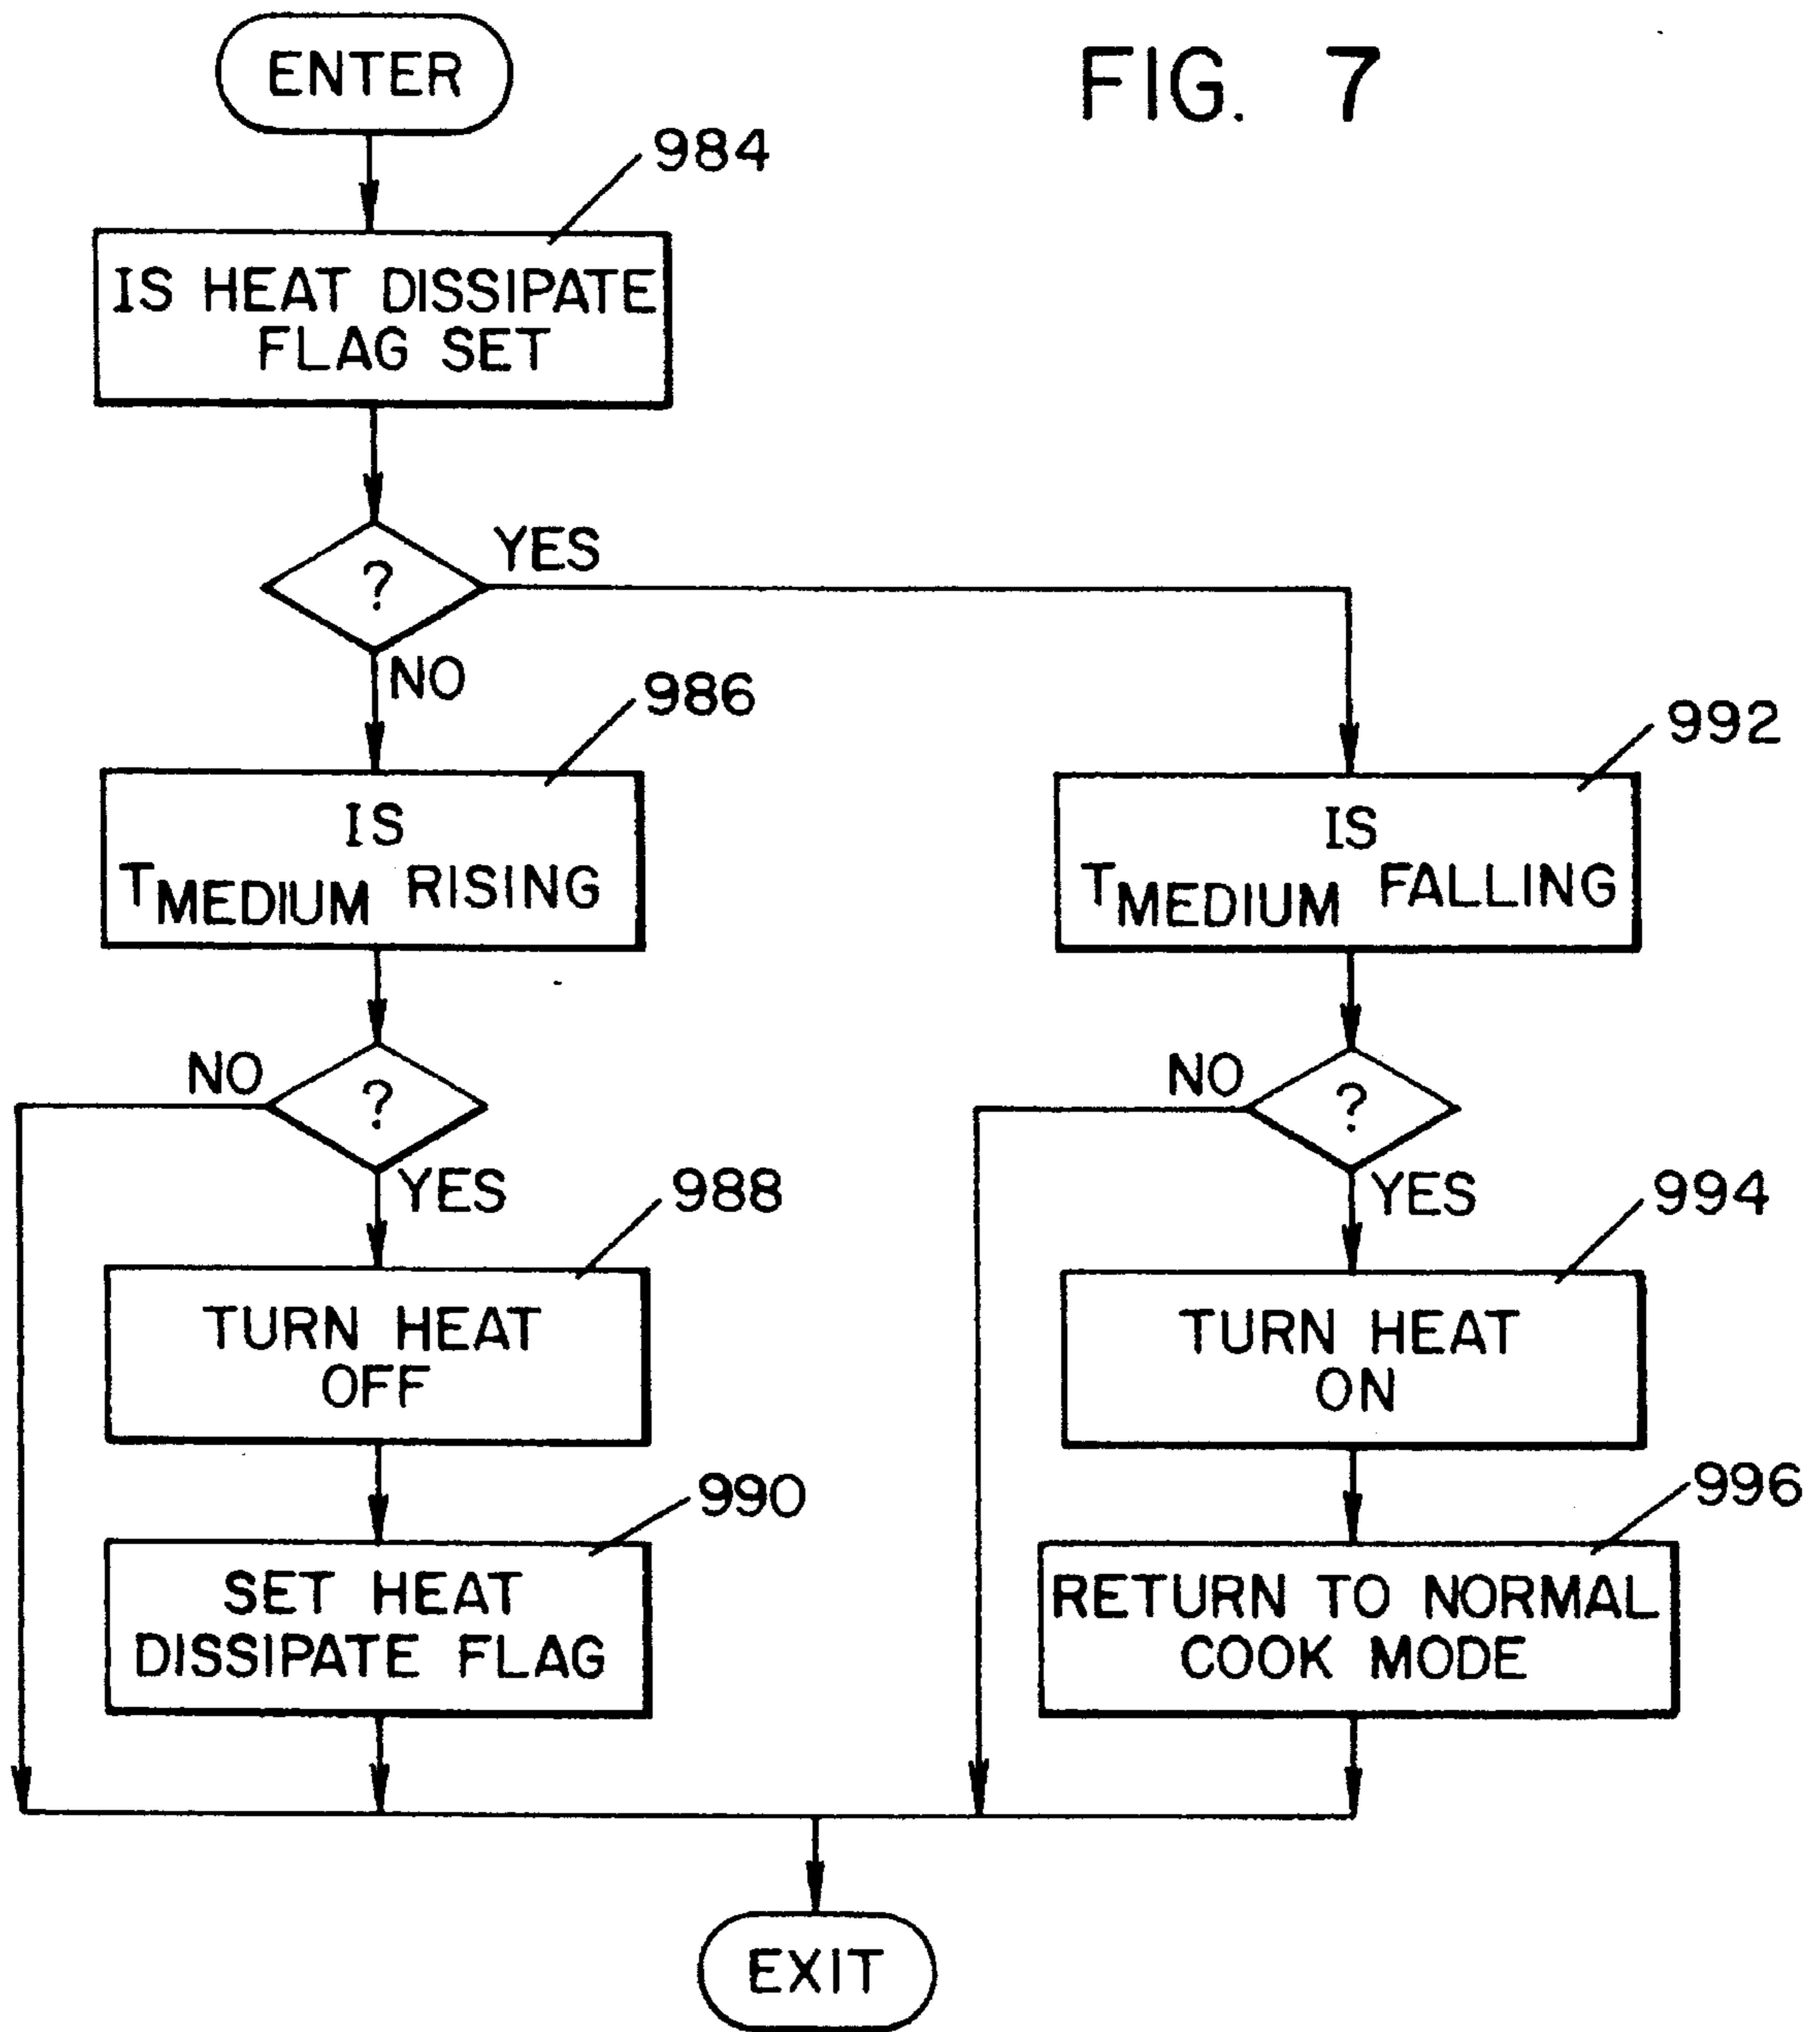 ENTER
FIG. 7
984
IS HEAT DISSIPATE
FLAG SET
?
YES
NO
986
IS
TMEDIUM RISING
992
IS
TMEDIUM FALLING
NO
?
YES
988
TURN HEAT
OFF
990
SET HEAT
DISSIPATE FLAG
NO
?
YES
994
TURN HEAT
ON
996
RETURN TO NORMAL
COOK MODE
EXIT